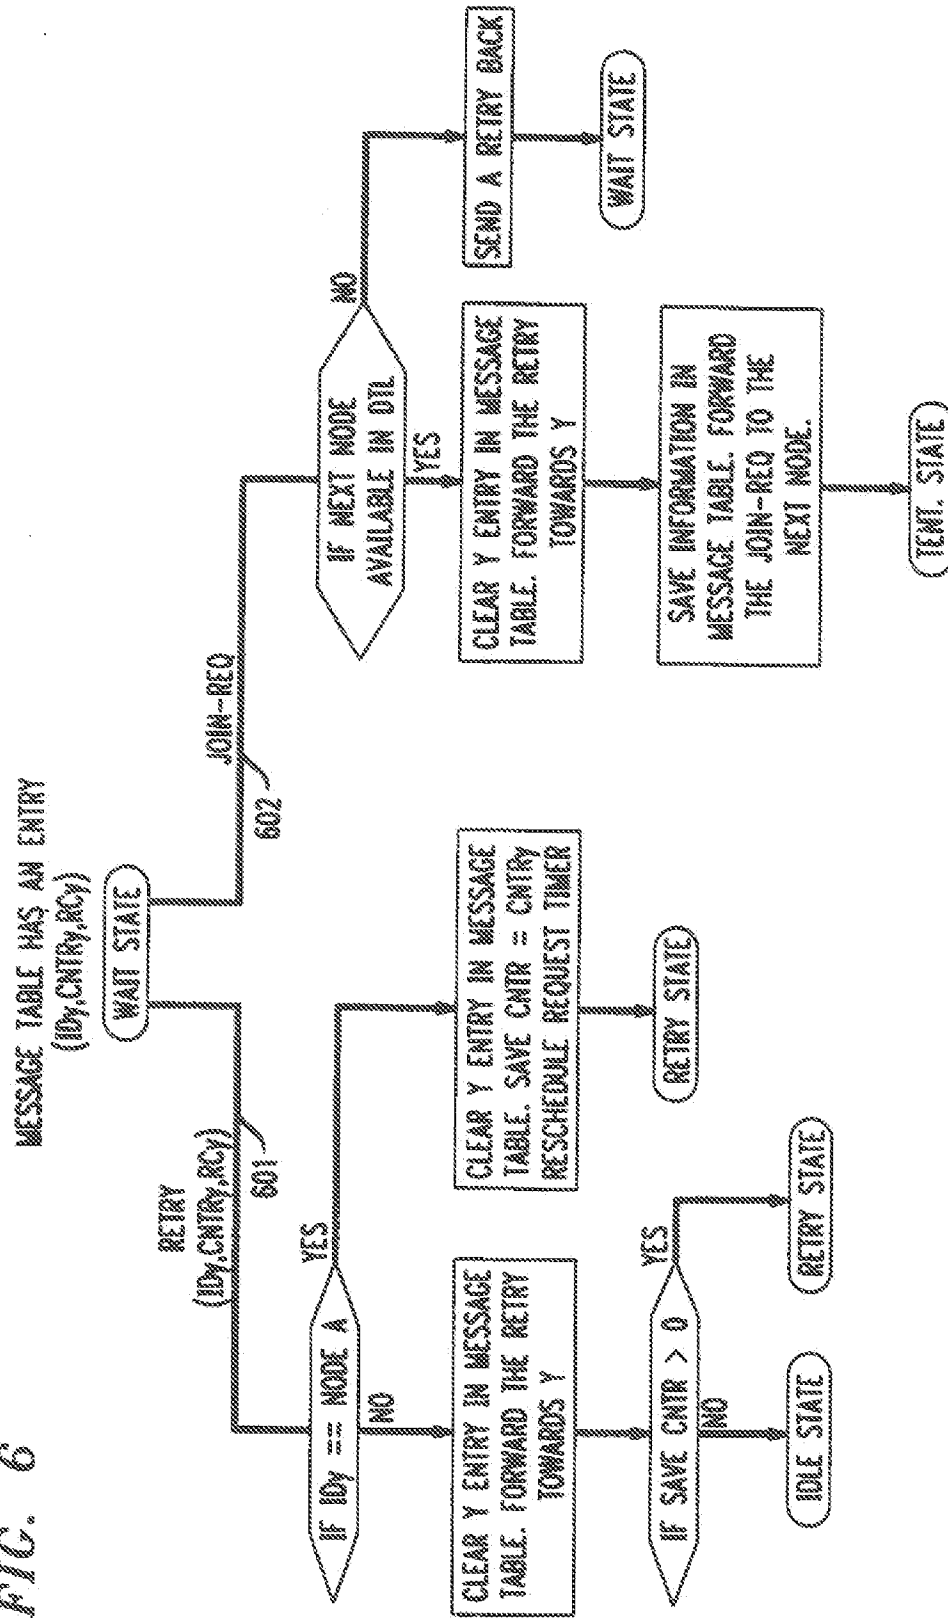 FIG. 6
MESSAGE TABLE HAS AN ENTRY
(IDy,CNTRy,RCy)
WAIT STATE
RETRY
(IDy,CNTRy,RCy)
601
JOIN-REQ
602
IF IDy == NODE A
YES
NO
CLEAR Y ENTRY IN MESSAGE
TABLE. FORWARD THE RETRY
TOWARDS Y
IF SAVE CNTR > 0
YES
NO
IDLE STATE
RETRY STATE
CLEAR Y ENTRY IN MESSAGE
TABLE. SAVE CNTR = CNTRy
RESCHEDULE REQUEST TIMER
RETRY STATE
IF NEXT NODE
AVAILABLE IN DTL
NO
YES
CLEAR Y ENTRY IN MESSAGE
TABLE. FORWARD THE RETRY
TOWARDS Y
SAVE INFORMATION IN
MESSAGE TABLE. FORWARD
THE JOIN-REQ TO THE
NEXT NODE.
TENT. STATE
SEND A RETRY BACK
WAIT STATE